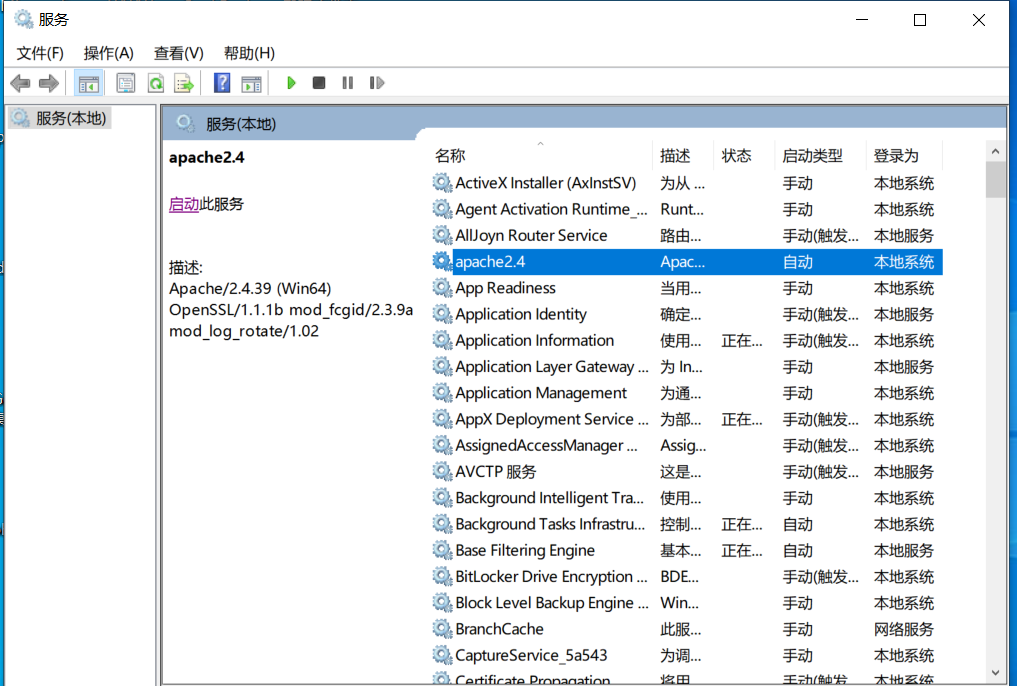 服务
文件(F) 操作(A) 查看(V) 帮助(H)
服务(本地)
服务(本地)
apache2.4
启动此服务
描述:
Apache/2.4.39 (Win64)
OpenSSL/1.1.1b mod_fcgid/2.3.9a
mod_log_rotate/1.02
名称 描述 状态 启动类型 登录为
ActiveX Installer (AxInstSV) 为从 ... 手动 本地系统
Agent Activation Runtime_... Runt... 手动 本地系统
AllJoyn Router Service 路由... 手动(触发... 本地服务
apache2.4 Apac... 自动 本地系统
App Readiness 当用... 手动 本地系统
Application Identity 确定... 手动(触发... 本地服务
Application Information 使用... 正在... 手动(触发... 本地系统
Application Layer Gateway ... 为 In... 手动 本地服务
Application Management 为通... 手动 本地系统
AppX Deployment Service ... 为部... 正在... 手动(触发... 本地系统
AssignedAccessManager ... Assig... 手动(触发... 本地系统
AVCTP 服务 这是... 手动(触发... 本地服务
Background Intelligent Tra... 使用... 手动 本地系统
Background Tasks Infrastru... 控制... 正在... 自动 本地系统
Base Filtering Engine 基本... 正在... 自动 本地服务
BitLocker Drive Encryption ... BDE... 手动(触发... 本地系统
Block Level Backup Engine ... Win... 手动 本地系统
BranchCache 此服... 手动 网络服务
CaptureService_5a543 为调... 手动 本地系统
Certificate Propagation 将用... 手动(触发... 本地系统